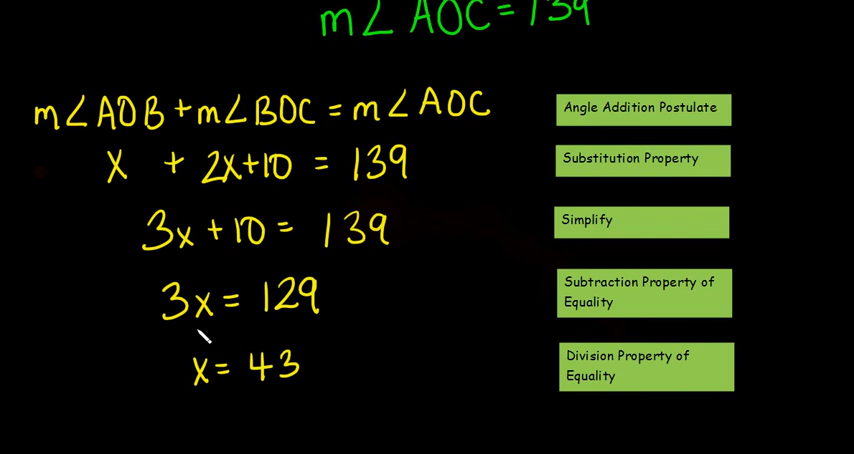 m∠ AOC = 139
m∠AOB + m∠BOC = m∠AOC
Angle Addition Postulate
x + 2x+10 = 139
Substitution Property
3x + 10 = 139
Simplify
3x = 129
Subtraction Property of
Equality
x = 43
Division Property of
Equality